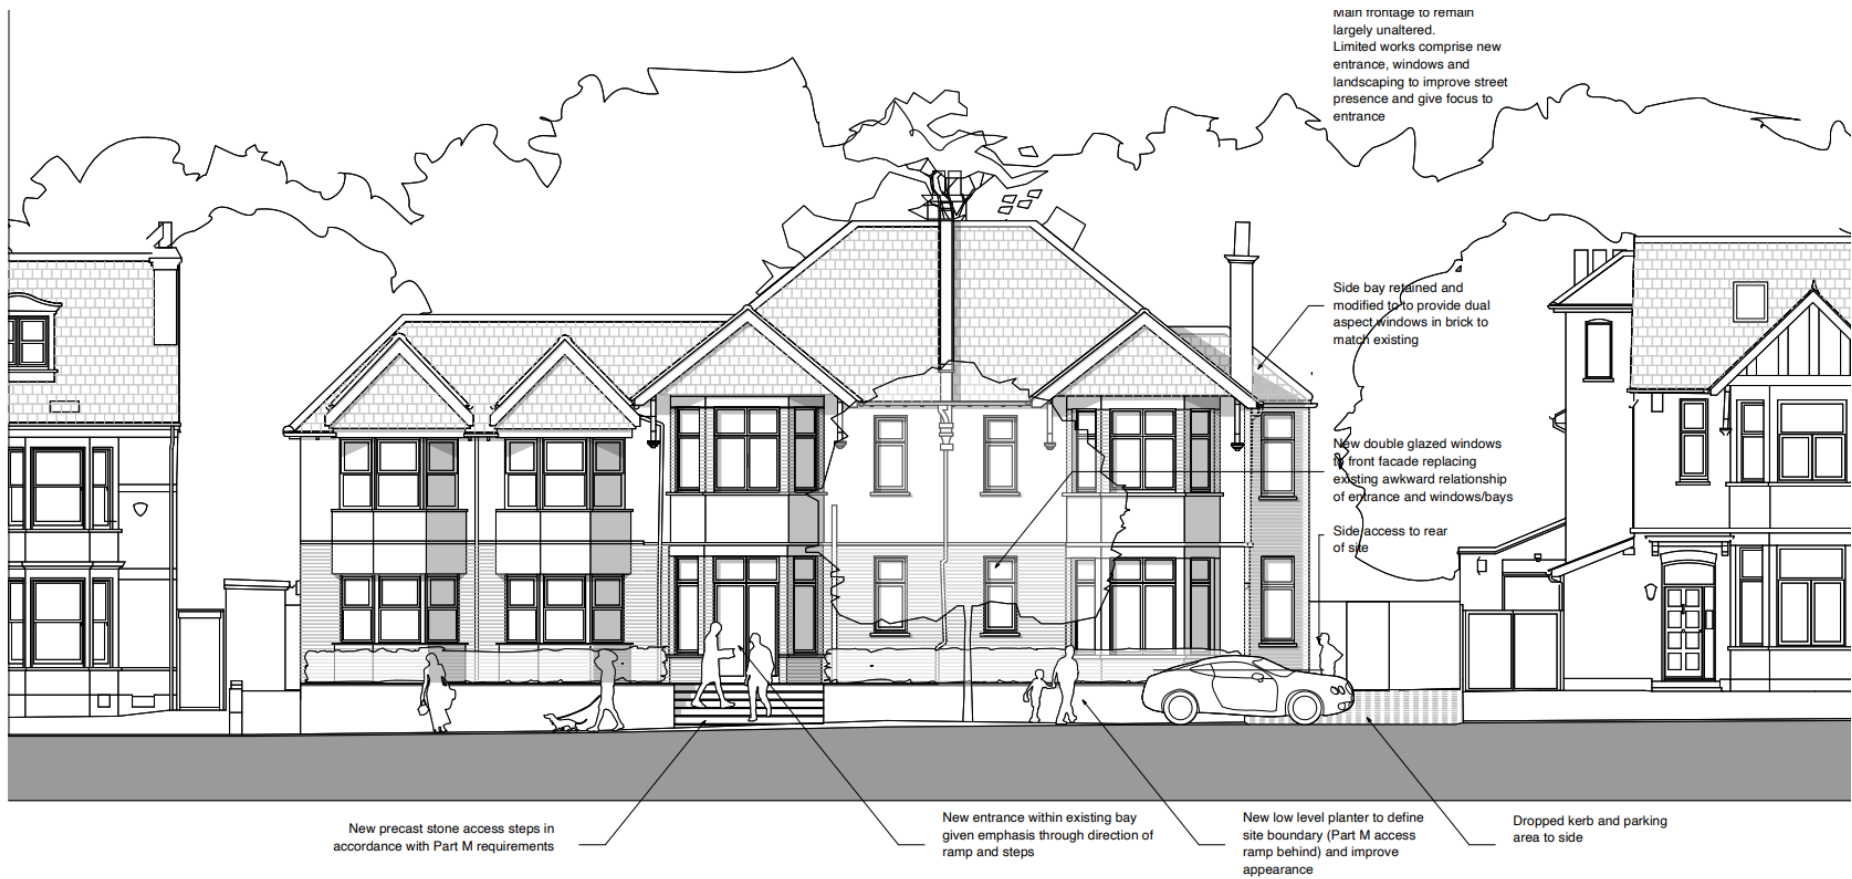 Main frontage to remain
largely unaltered.
Limited works comprise new
entrance, windows and
landscaping to improve street
presence and give focus to
entrance
Side bay retained and
modified to to provide dual
aspect windows in brick to
match existing
New double glazed windows
to front facade replacing
existing awkward relationship
of entrance and windows/bays
Side access to rear
of site
New precast stone access steps in
accordance with Part M requirements
New entrance within existing bay
given emphasis through direction of
ramp and steps
New low level planter to define
site boundary (Part M access
ramp behind) and improve
appearance
Dropped kerb and parking
area to side